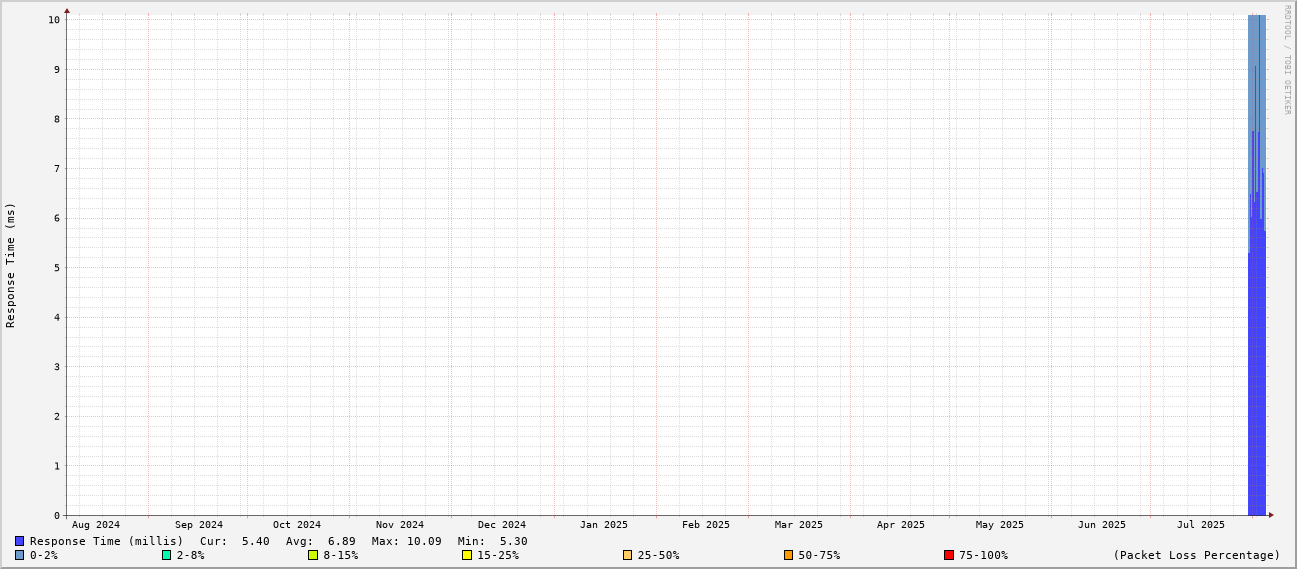 RRDTOOL / TOBI OETIKER
Response Time (ms)
10
9
8
7
6
5
4
3
2
1
0
Aug 2024 Sep 2024 Oct 2024 Nov 2024 Dec 2024 Jan 2025 Feb 2025 Mar 2025 Apr 2025 May 2025 Jun 2025 Jul 2025
Response Time (millis) Cur: 5.40 Avg: 6.89 Max: 10.09 Min: 5.30
0-2% 2-8% 8-15% 15-25% 25-50% 50-75% 75-100% (Packet Loss Percentage)